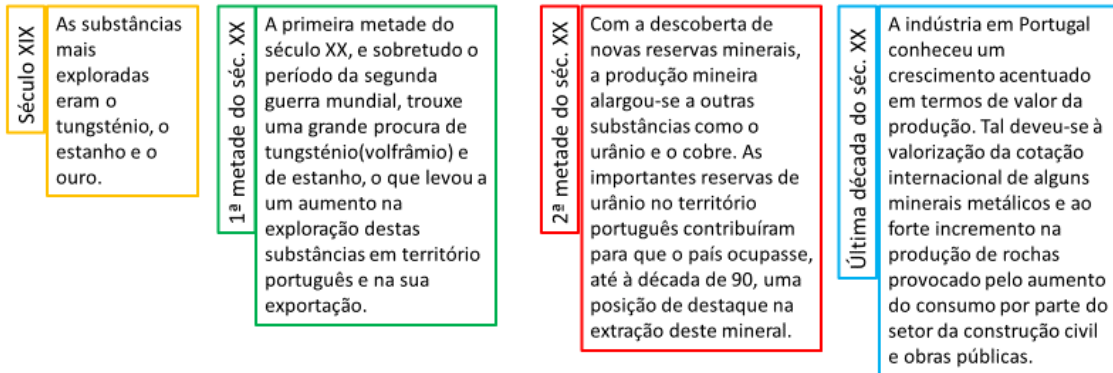 Século XIX
As substâncias
mais
exploradas
eram o
tungsténio, o
estanho e o
ouro.
1ª metade do séc. XX
A primeira metade do
século XX, e sobretudo o
período da segunda
guerra mundial, trouxe
uma grande procura de
tungsténio(volfrâmio) e
de estanho, o que levou a
um aumento na
exploração destas
substâncias em território
português e na sua
exportação.
2ª metade do séc. XX
Com a descoberta de
novas reservas minerais,
a produção mineira
alargou-se a outras
substâncias como o
urânio e o cobre. As
importantes reservas de
urânio no território
português contribuíram
para que o país ocupasse,
até à década de 90, uma
posição de destaque na
extração deste mineral.
Última década do séc. XX
A indústria em Portugal
conheceu um
crescimento acentuado
em termos de valor da
produção. Tal deveu-se à
valorização da cotação
internacional de alguns
minerais metálicos e ao
forte incremento na
produção de rochas
provocado pelo aumento
do consumo por parte do
setor da construção civil
e obras públicas.